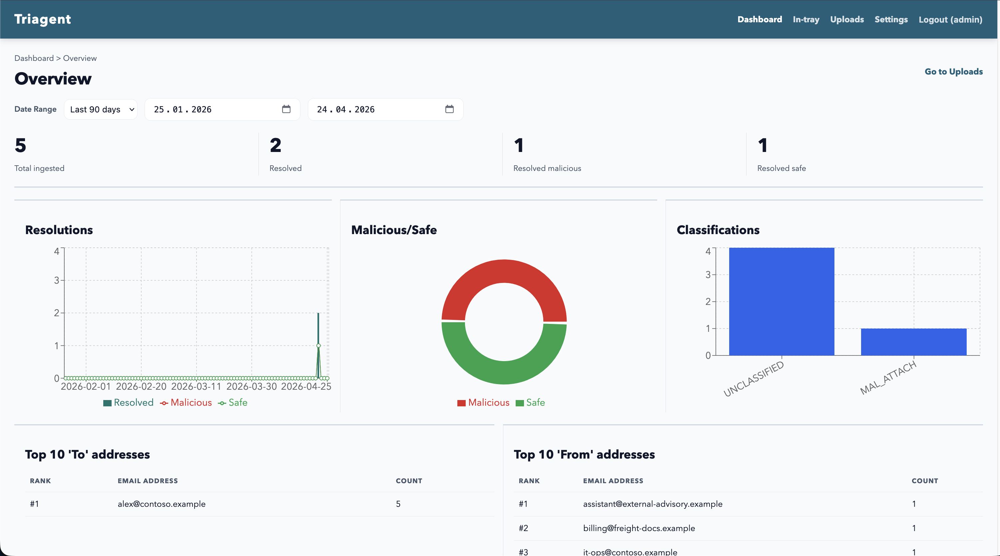 Triagent
Dashboard In-tray Uploads Settings Logout (admin)
Dashboard > Overview
Overview
Go to Uploads
Date Range Last 90 days 25.01.2026 24.04.2026
5 2 1 1
Total ingested Resolved Resolved malicious Resolved safe
Resolutions
4
3
2
1
0
2026-02-01 2026-02-20 2026-03-11 2026-03-30 2026-04-25
Resolved Malicious Safe
Malicious/Safe
Malicious Safe
Classifications
4
3
2
1
0
UNCLASSIFIED MAL_ATTACH
Top 10 'To' addresses
RANK EMAIL ADDRESS COUNT
#1 alex@contoso.example 5
Top 10 'From' addresses
RANK EMAIL ADDRESS COUNT
#1 assistant@external-advisory.example 1
#2 billing@freight-docs.example 1
#3 it-ops@contoso.example 1